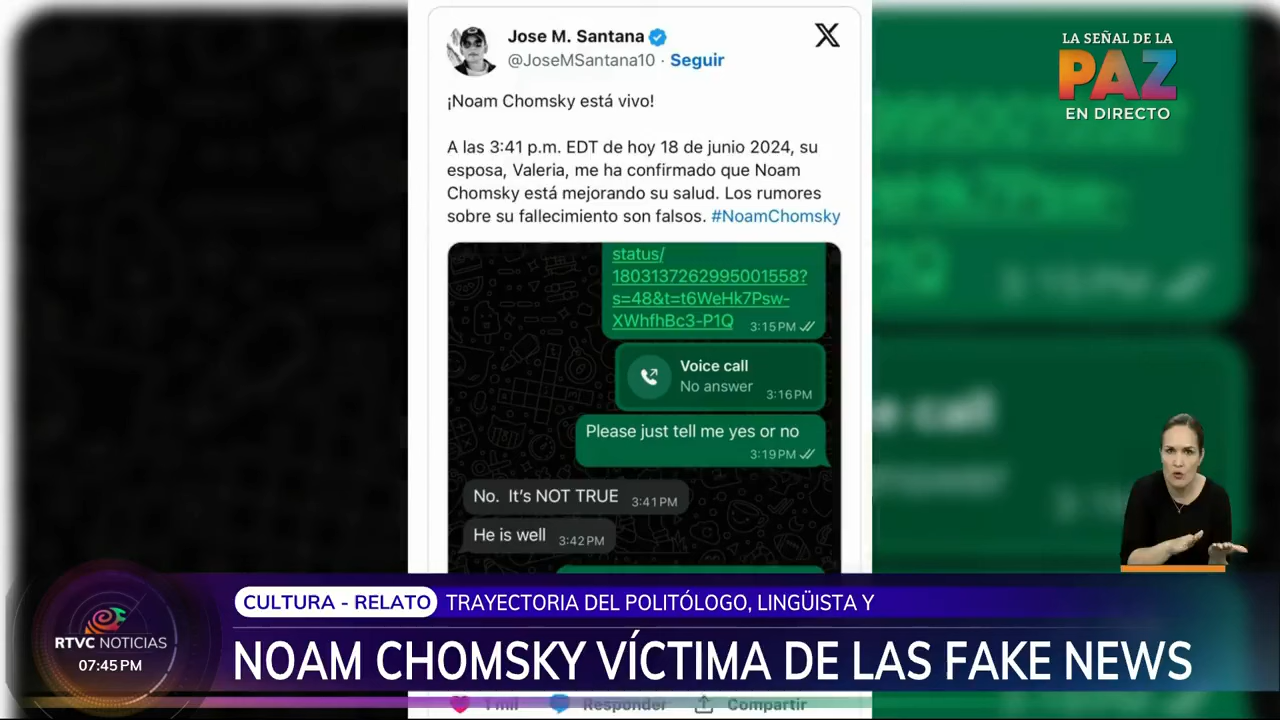 Jose M. Santana
@JoseMSantana10 · Seguir
X
LA SEÑAL DE LA
PAZ
EN DIRECTO
¡Noam Chomsky está vivo!
A las 3:41 p.m. EDT de hoy 18 de junio 2024, su
esposa, Valeria, me ha confirmado que Noam
Chomsky está mejorando su salud. Los rumores
sobre su fallecimiento son falsos. #NoamChomsky
status/
1803137262995001558?
s=48&t=t6WeHk7Psw-
XWhfhBc3-P1Q
3:15 PM
Voice call
No answer
3:16 PM
Please just tell me yes or no
3:19 PM
No. It's NOT TRUE
3:41 PM
He is well
3:42 PM
CULTURA - RELATO
TRAYECTORIA DEL POLITÓLOGO, LINGÜISTA Y
NOAM CHOMSKY VÍCTIMA DE LAS FAKE NEWS
RTVC NOTICIAS
07:45 PM
1 mil
Responder
Compartir